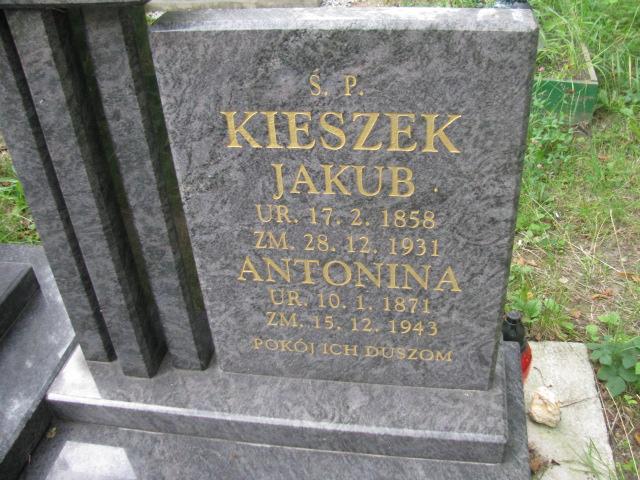 Ś. P.
KIESZEK
JAKUB
UR. 17. 2. 1858
ZM. 28. 12. 1931
ANTONINA
UR. 10. 1. 1871
ZM. 15. 12. 1943
POKÓJ ICH DUSZOM